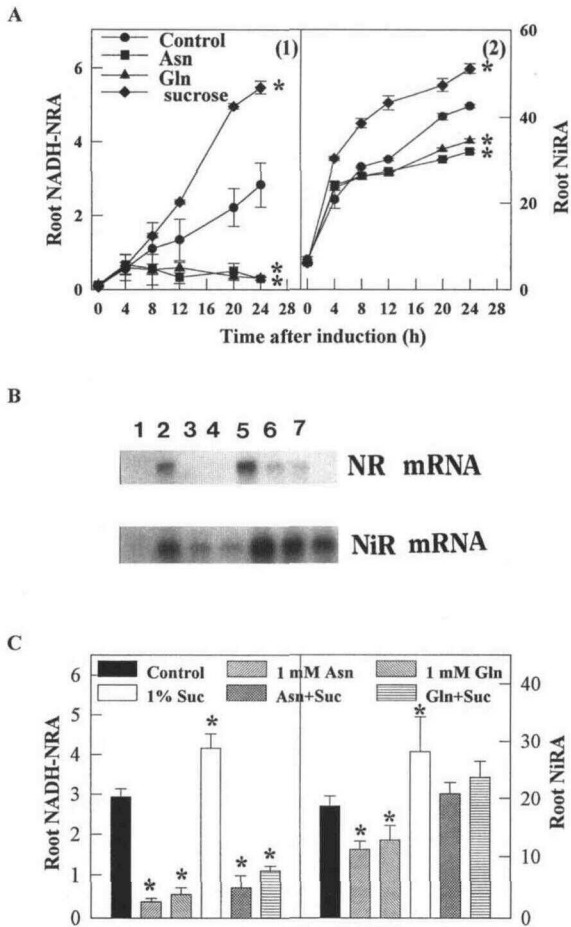 A
Control
Asn
Gln
sucrose
(1)
(2)
Root NADH-NRA
Root NiRA
6
4
2
0
60
40
20
0
*
*
*
*
*
*
0 4 8 12 16 20 24 28
0 4 8 12 16 20 24 28
Time after induction (h)
B
1 2 3 4 5 6 7
NR mRNA
NiR mRNA
C
Control
1 mM Asn
1 mM Gln
1% Suc
Asn+Suc
Gln+Suc
Root NADH-NRA
Root NiRA
6
5
4
3
2
1
0
40
30
20
10
0
*
*
*
*
*
*
*
*